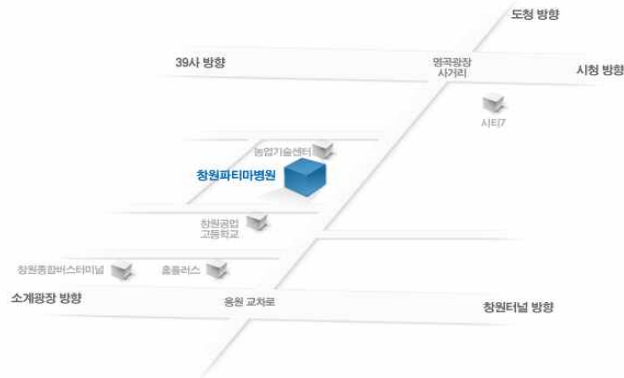 도청 방향
39사 방향
명곡광장
사거리
시청 방향
시티7
농업기술센터
창원파티마병원
창원공업
고등학교
창원종합버스터미널
홈플러스
소계광장 방향
용원 교차로
창원터널 방향